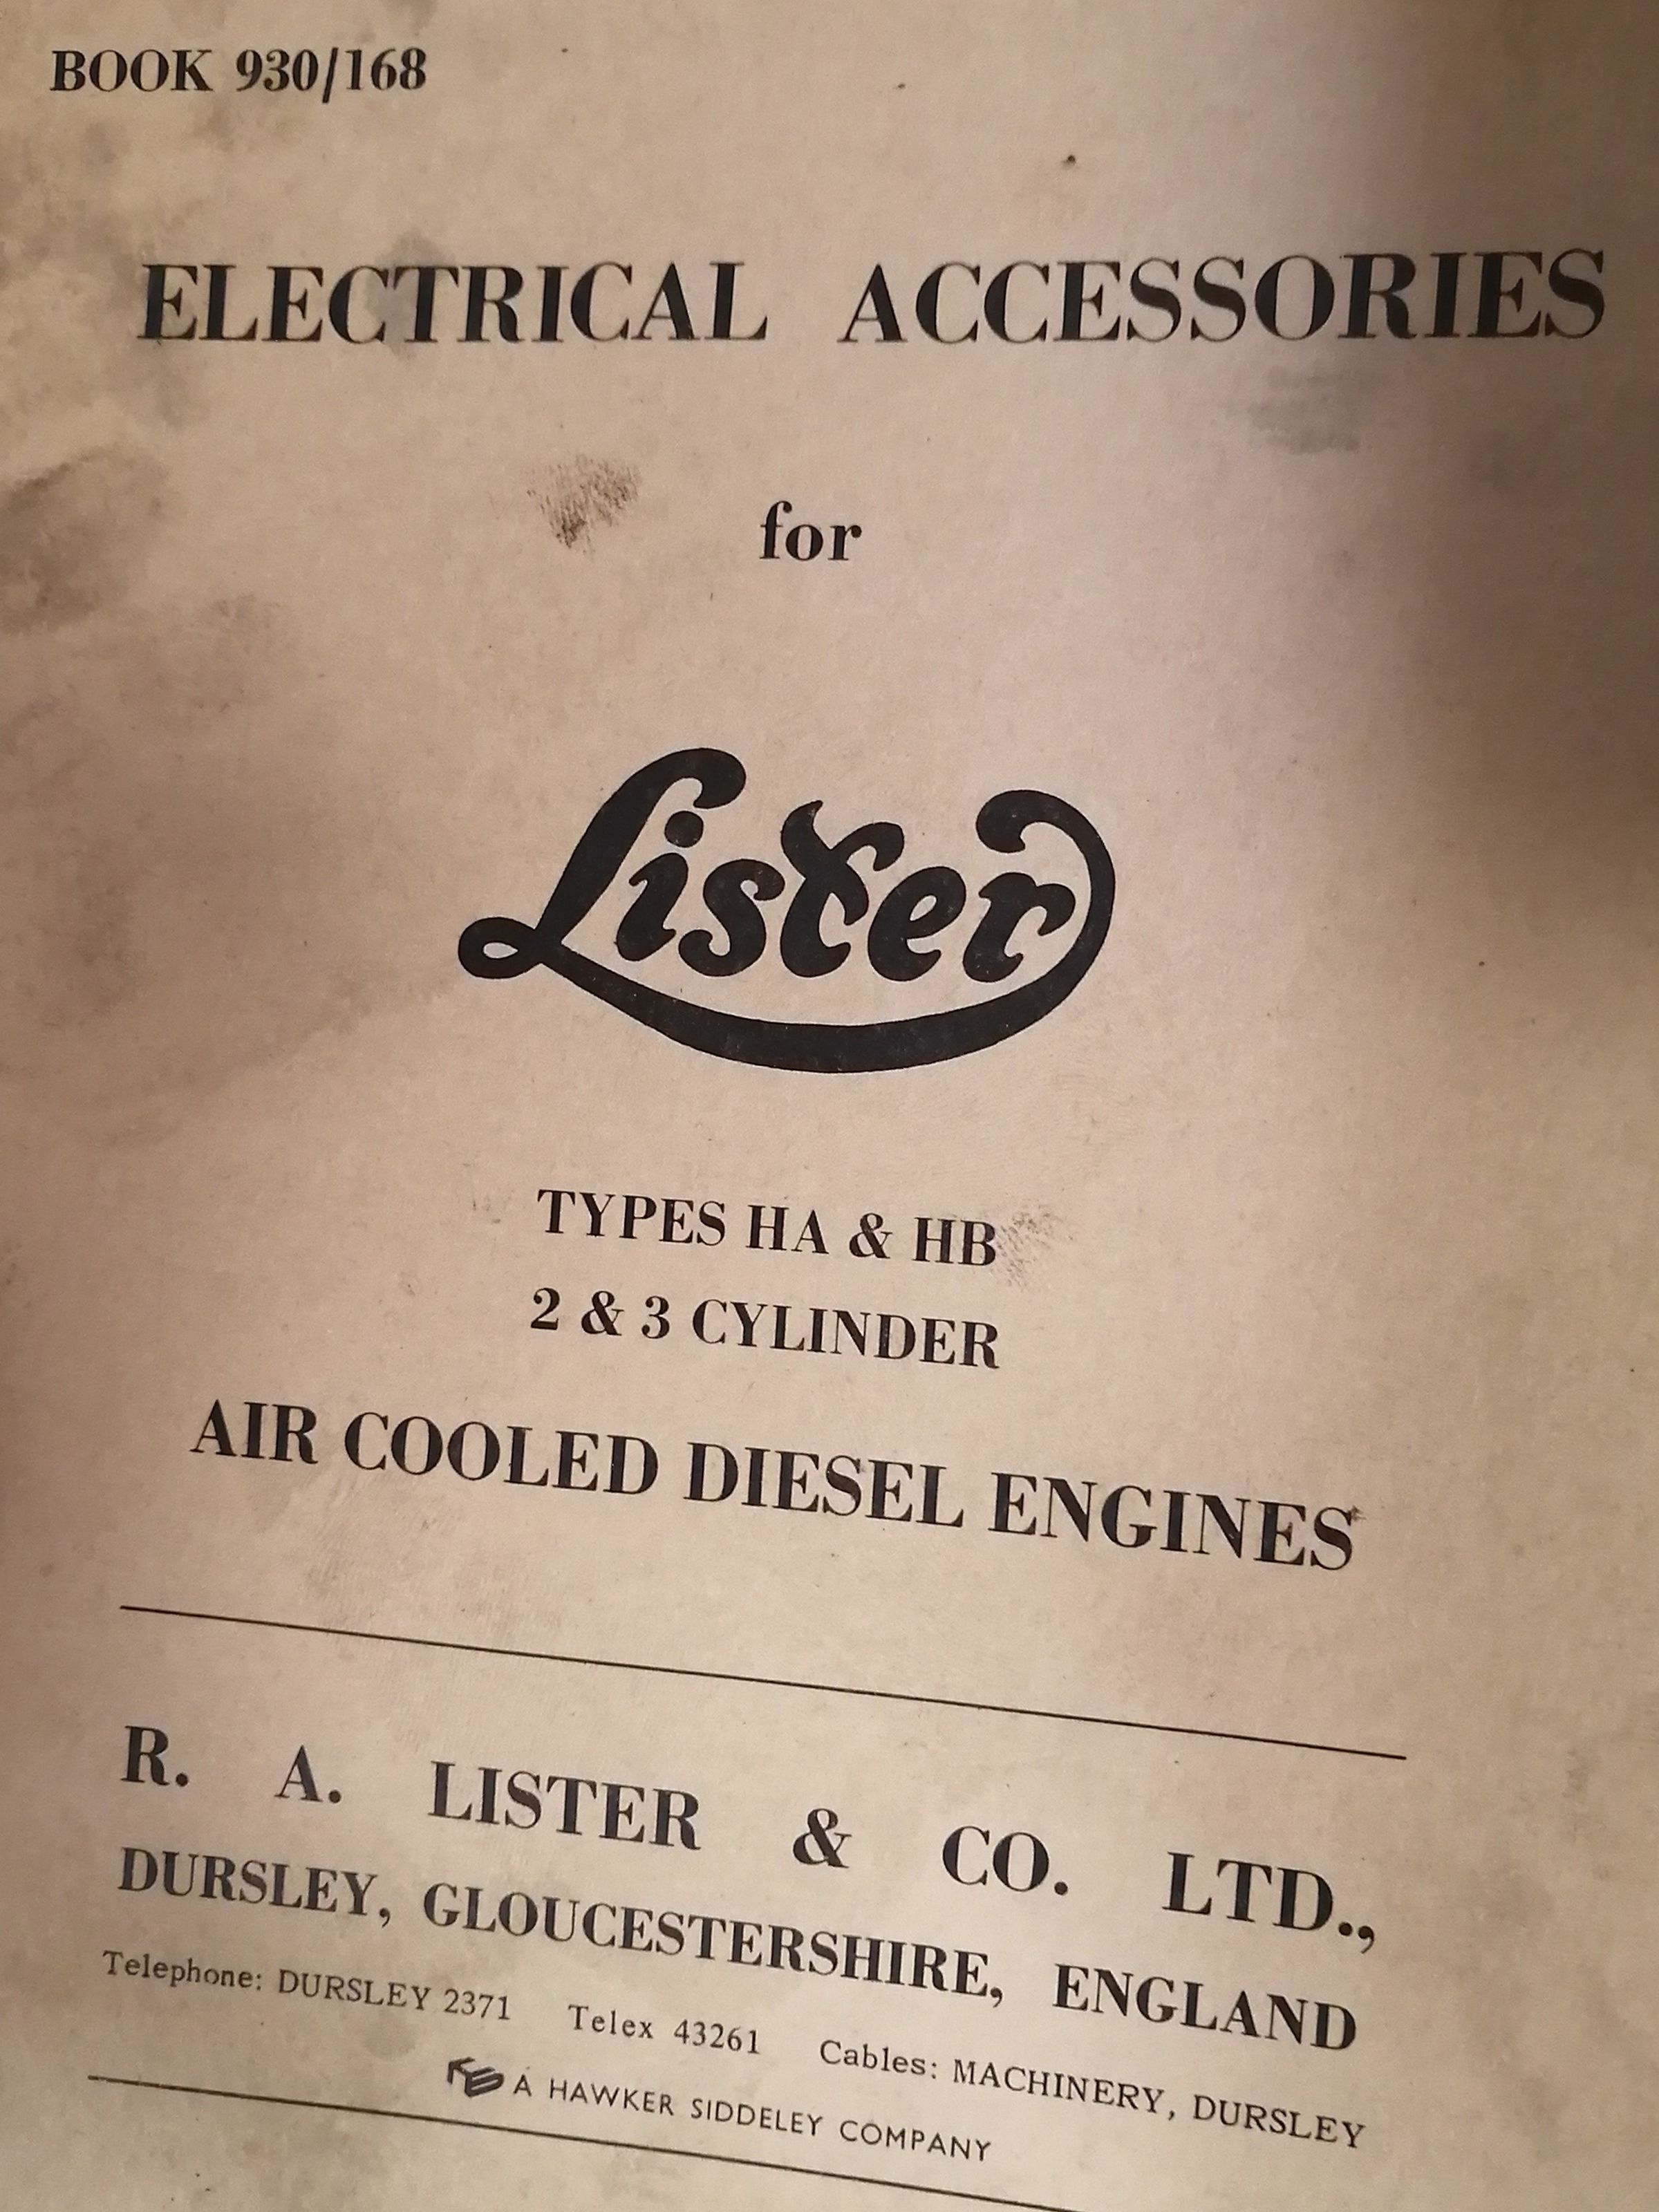 BOOK 930/168
ELECTRICAL ACCESSORIES
for
Lister
TYPES HA & HB
2 & 3 CYLINDER
AIR COOLED DIESEL ENGINES
R. A. LISTER & CO. LTD.,
DURSLEY, GLOUCESTERSHIRE, ENGLAND
Telephone: DURSLEY 2371 Telex 43261 Cables: MACHINERY, DURSLEY
A HAWKER SIDDELEY COMPANY